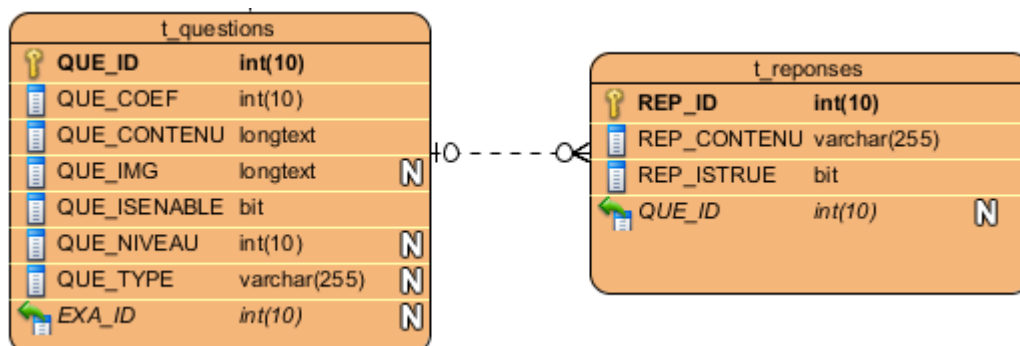 t_questions
QUE_ID int(10)
QUE_COEF int(10)
QUE_CONTENU longtext
QUE_IMG longtext N
QUE_ISENABLE bit
QUE_NIVEAU int(10) N
QUE_TYPE varchar(255) N
EXA_ID int(10) N
t_reponses
REP_ID int(10)
REP_CONTENU varchar(255)
REP_ISTRUE bit
QUE_ID int(10) N